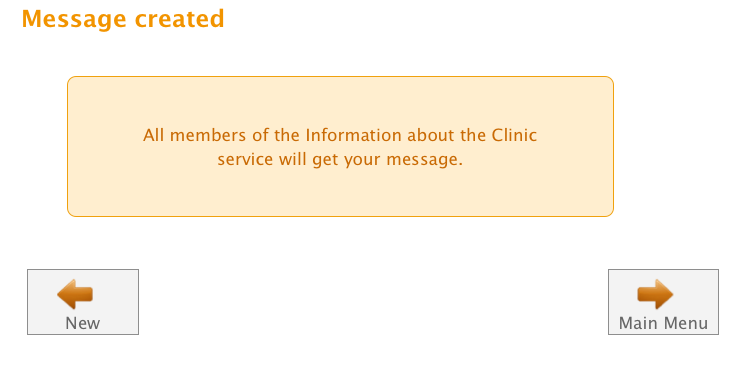 Message created
All members of the Information about the Clinic
service will get your message.
New
Main Menu